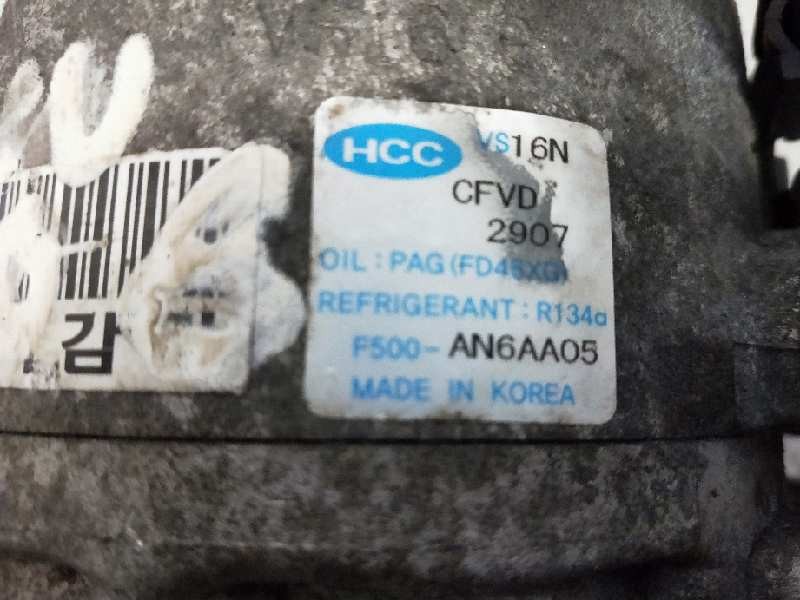 HCC VS16N
CFVD
2907
OIL : PAG (FD46XG)
REFRIGERANT : R134a
F500-AN6AA05
MADE IN KOREA
감